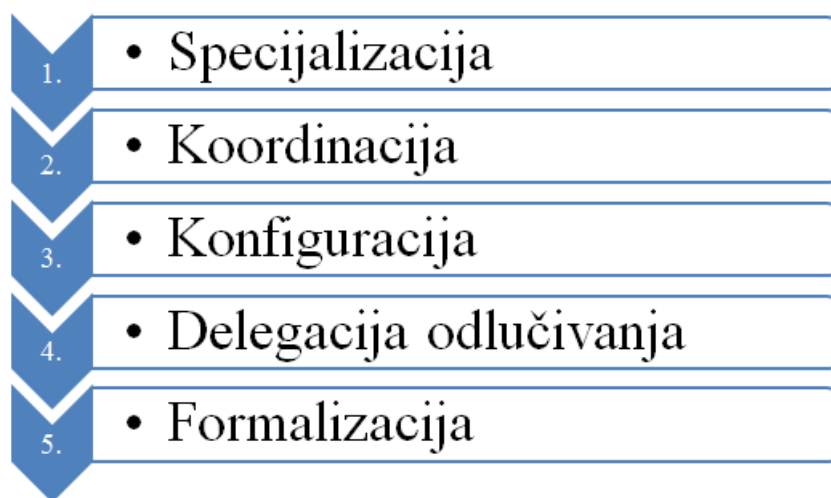 1. • Specijalizacija
2. • Koordinacija
3. • Konfiguracija
4. • Delegacija odlučivanja
5. • Formalizacija